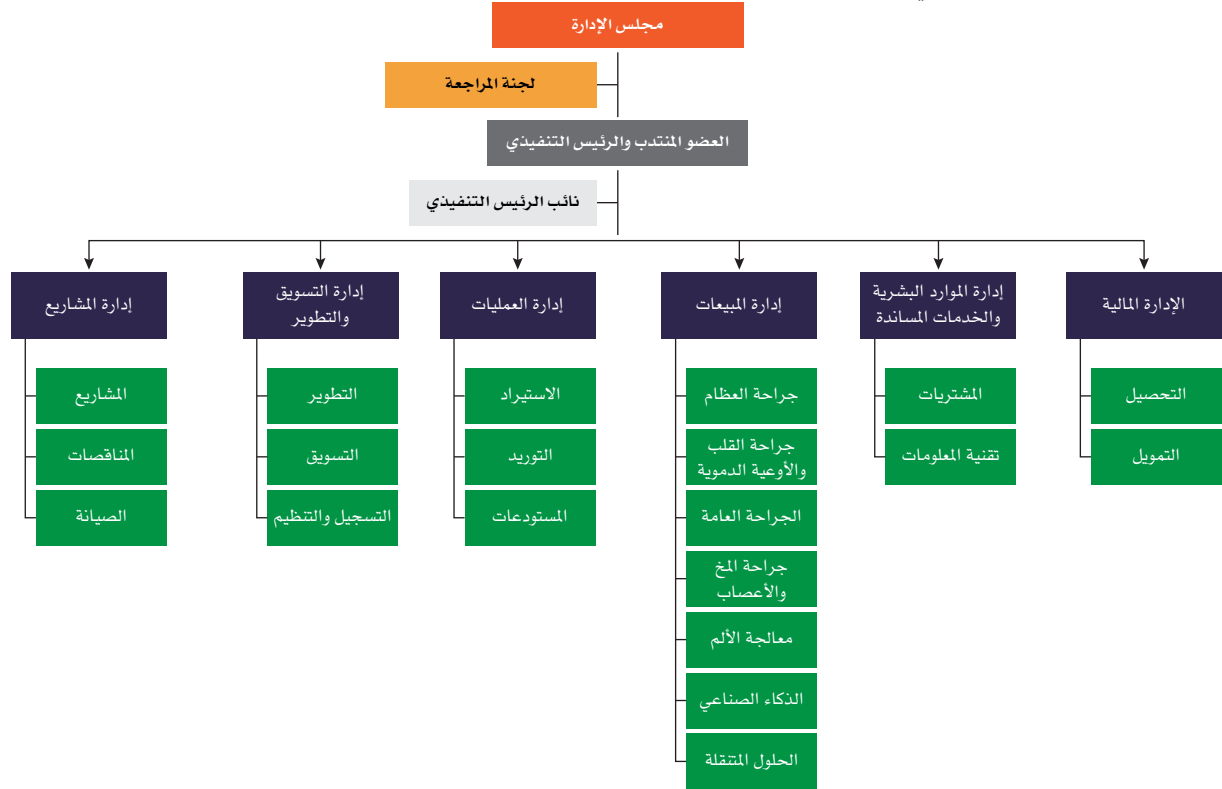 مجلس الإدارة
لجنة المراجعة
العضو المنتدب والرئيس التنفيذي
نائب الرئيس التنفيذي
الإدارة المالية
التحصيل
التمويل
إدارة الموارد البشرية
والخدمات المساندة
المشتريات
تقنية المعلومات
إدارة المبيعات
جراحة العظام
جراحة القلب
والأوعية الدموية
الجراحة العامة
جراحة المخ
والأعصاب
معالجة الألم
الذكاء الصناعي
الحلول المتنقلة
إدارة العمليات
الاستيراد
التوريد
المستودعات
إدارة التسويق
والتطوير
التطوير
التسويق
التسجيل والتنظيم
إدارة المشاريع
المشاريع
المناقصات
الصيانة